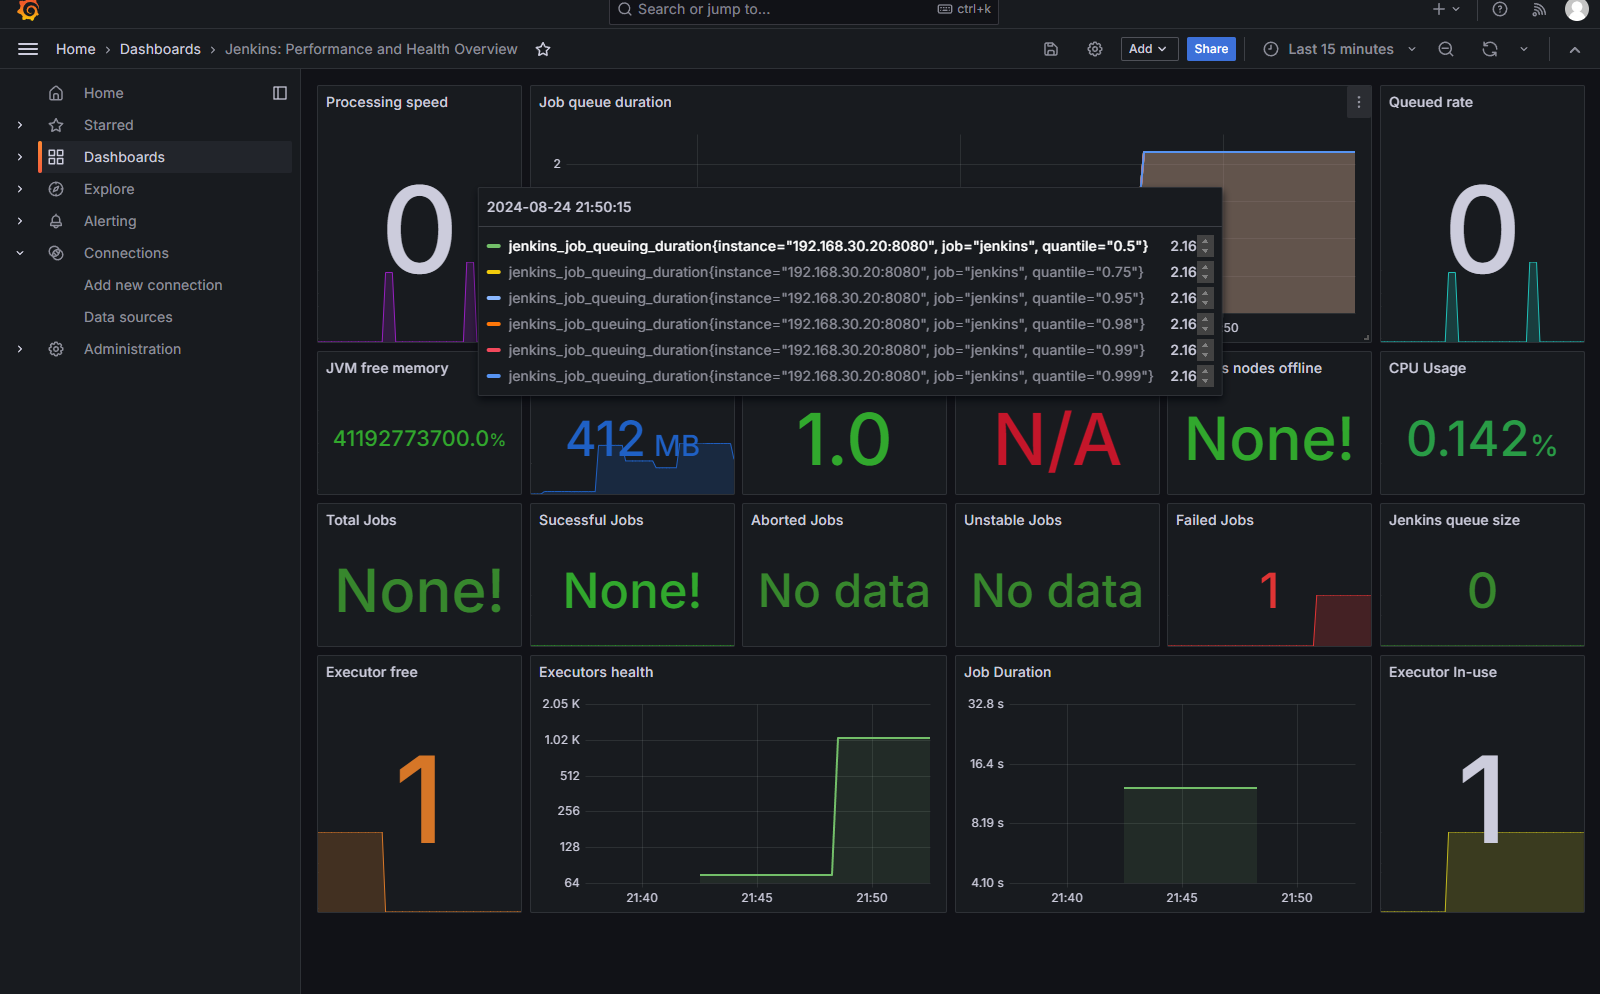 Search or jump to...
ctrl+k
Home › Dashboards › Jenkins: Performance and Health Overview
Add
Share
Last 15 minutes
Home
Starred
Dashboards
Explore
Alerting
Connections
Add new connection
Data sources
Administration
Processing speed
0
Job queue duration
2
50
Queued rate
0
2024-08-24 21:50:15
jenkins_job_queuing_duration{instance="192.168.30.20:8080", job="jenkins", quantile="0.5"} 2.16
jenkins_job_queuing_duration{instance="192.168.30.20:8080", job="jenkins", quantile="0.75"} 2.16
jenkins_job_queuing_duration{instance="192.168.30.20:8080", job="jenkins", quantile="0.95"} 2.16
jenkins_job_queuing_duration{instance="192.168.30.20:8080", job="jenkins", quantile="0.98"} 2.16
jenkins_job_queuing_duration{instance="192.168.30.20:8080", job="jenkins", quantile="0.99"} 2.16
jenkins_job_queuing_duration{instance="192.168.30.20:8080", job="jenkins", quantile="0.999"} 2.16
JVM free memory
41192773700.0%
412 MB
1.0
N/A
s nodes offline
None!
CPU Usage
0.142%
Total Jobs
None!
Sucessful Jobs
None!
Aborted Jobs
No data
Unstable Jobs
No data
Failed Jobs
1
Jenkins queue size
0
Executor free
1
Executors health
2.05 K
1.02 K
512
256
128
64
21:40 21:45 21:50
Job Duration
32.8 s
16.4 s
8.19 s
4.10 s
21:40 21:45 21:50
Executor In-use
1